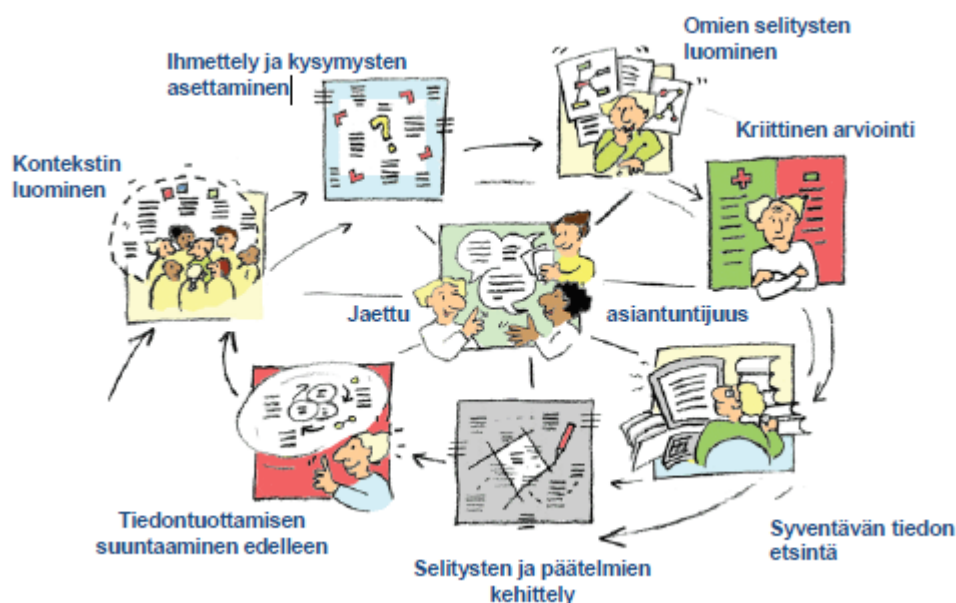 Omien selitysten
luominen
Ihmettely ja kysymysten
asettaminen
Kriittinen arviointi
Kontekstin
luominen
?
+
-
Jaettu asiantuntijuus
Tiedontuottamisen
suuntaaminen edelleen
Syventävän tiedon
etsintä
Selitysten ja päätelmien
kehittely